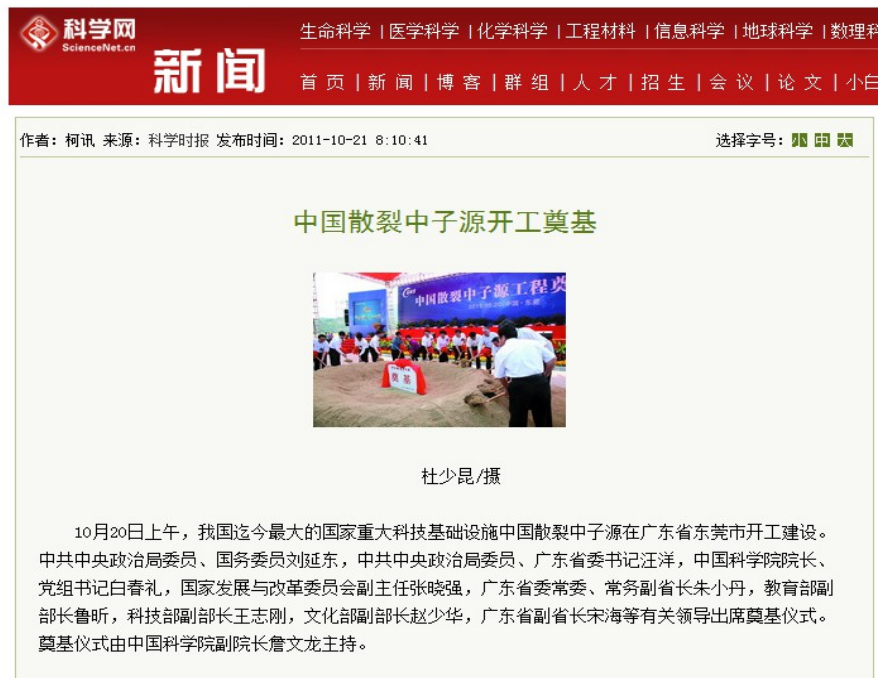 科学网
ScienceNet.cn
新闻
生命科学 | 医学科学 | 化学科学 | 工程材料 | 信息科学 | 地球科学 | 数理科
首 页 | 新 闻 | 博 客 | 群 组 | 人 才 | 招 生 | 会 议 | 论 文 | 小白
作者：柯讯 来源：科学时报 发布时间：2011-10-21 8:10:41
选择字号：小 中 大
中国散裂中子源开工奠基
中国散裂中子源工程奠
奠基
杜少昆/摄
10月20日上午，我国迄今最大的国家重大科技基础设施中国散裂中子源在广东省东莞市开工建设。
中共中央政治局委员、国务委员刘延东，中共中央政治局委员、广东省委书记汪洋，中国科学院院长、
党组书记白春礼，国家发展与改革委员会副主任张晓强，广东省委常委、常务副省长朱小丹，教育部副
部长鲁昕，科技部副部长王志刚，文化部副部长赵少华，广东省副省长宋海等有关领导出席奠基仪式。
奠基仪式由中国科学院副院长詹文龙主持。